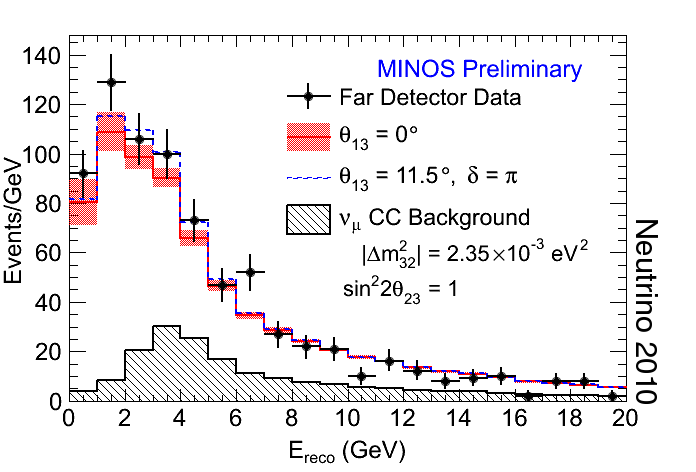 MINOS Preliminary
Far Detector Data
θ13 = 0°
θ13 = 11.5°, δ = π
νμ CC Background
|Δm²32| = 2.35×10⁻³ eV²
sin²2θ23 = 1
Events/GeV
140
120
100
80
60
40
20
0
0 2 4 6 8 10 12 14 16 18 20
Ereco (GeV)
Neutrino 2010